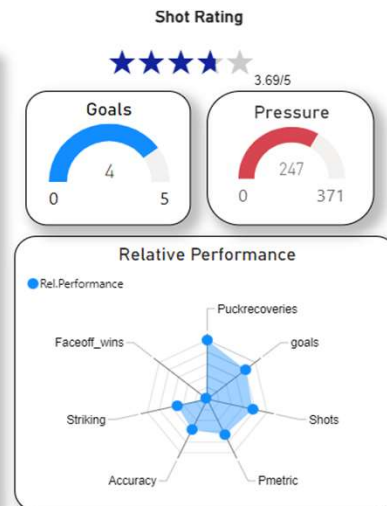 Shot Rating
3.69/5
Goals
4
0 5
Pressure
247
0 371
Relative Performance
Rel.Performance
Puckrecoveries
Faceoff_wins
goals
Striking
Shots
Accuracy
Pmetric